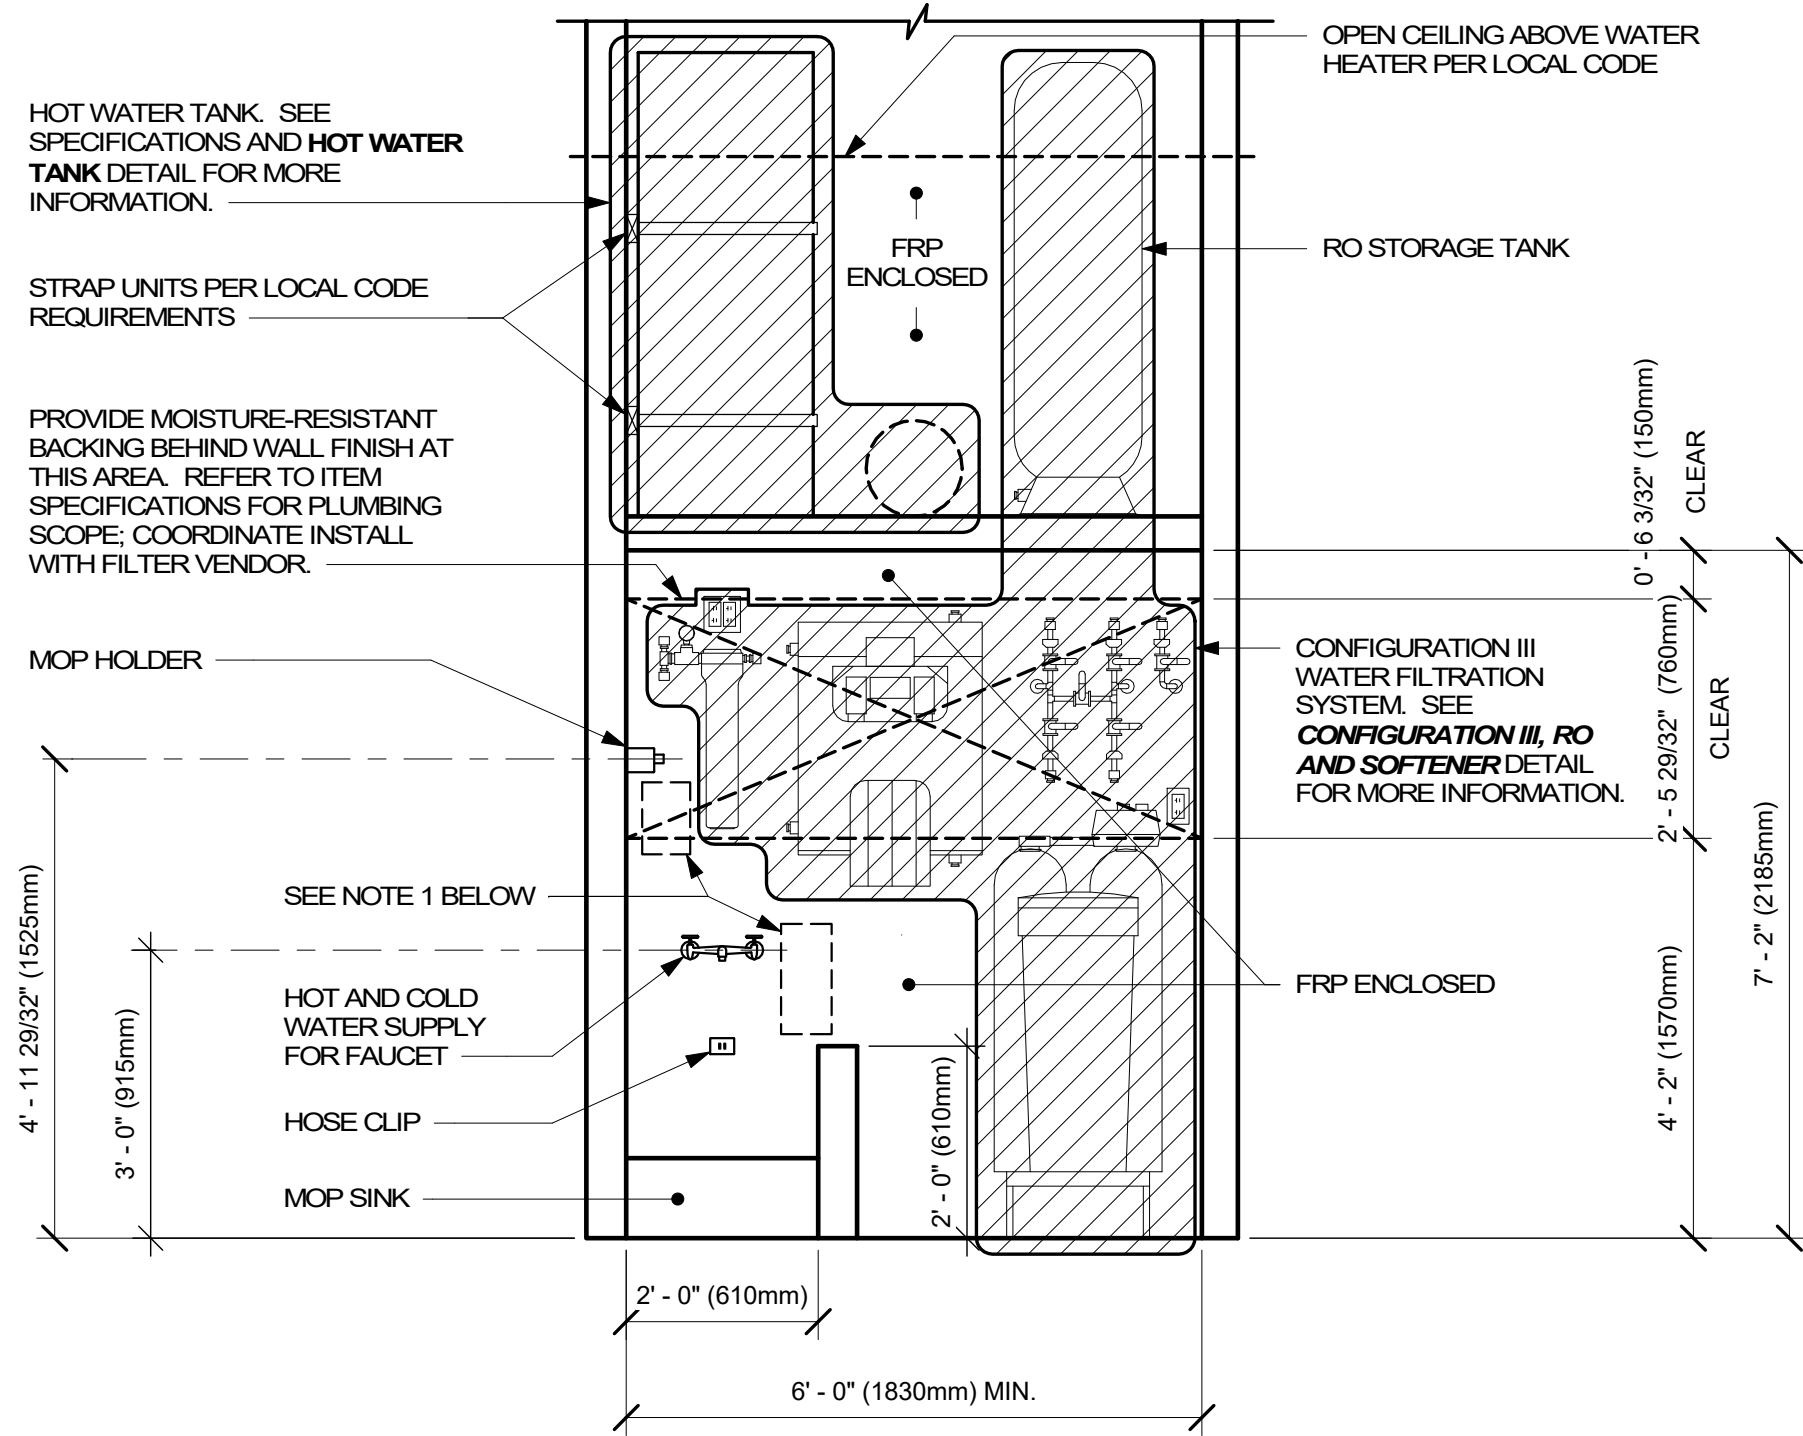 OPEN CEILING ABOVE WATER
HEATER PER LOCAL CODE
HOT WATER TANK. SEE
SPECIFICATIONS AND HOT WATER
TANK DETAIL FOR MORE
INFORMATION.
FRP
ENCLOSED
RO STORAGE TANK
STRAP UNITS PER LOCAL CODE
REQUIREMENTS
PROVIDE MOISTURE-RESISTANT
BACKING BEHIND WALL FINISH AT
THIS AREA. REFER TO ITEM
SPECIFICATIONS FOR PLUMBING
SCOPE; COORDINATE INSTALL
WITH FILTER VENDOR.
0' - 6 3/32" (150mm)
CLEAR
MOP HOLDER
CONFIGURATION III
WATER FILTRATION
SYSTEM. SEE
CONFIGURATION III, RO
AND SOFTENER DETAIL
FOR MORE INFORMATION.
2' - 5 29/32" (760mm)
CLEAR
7' - 2" (2185mm)
SEE NOTE 1 BELOW
4' - 11 29/32" (1525mm)
3' - 0" (915mm)
HOT AND COLD
WATER SUPPLY
FOR FAUCET
FRP ENCLOSED
4' - 2" (1570mm)
HOSE CLIP
2' - 0" (610mm)
MOP SINK
2' - 0" (610mm)
6' - 0" (1830mm) MIN.